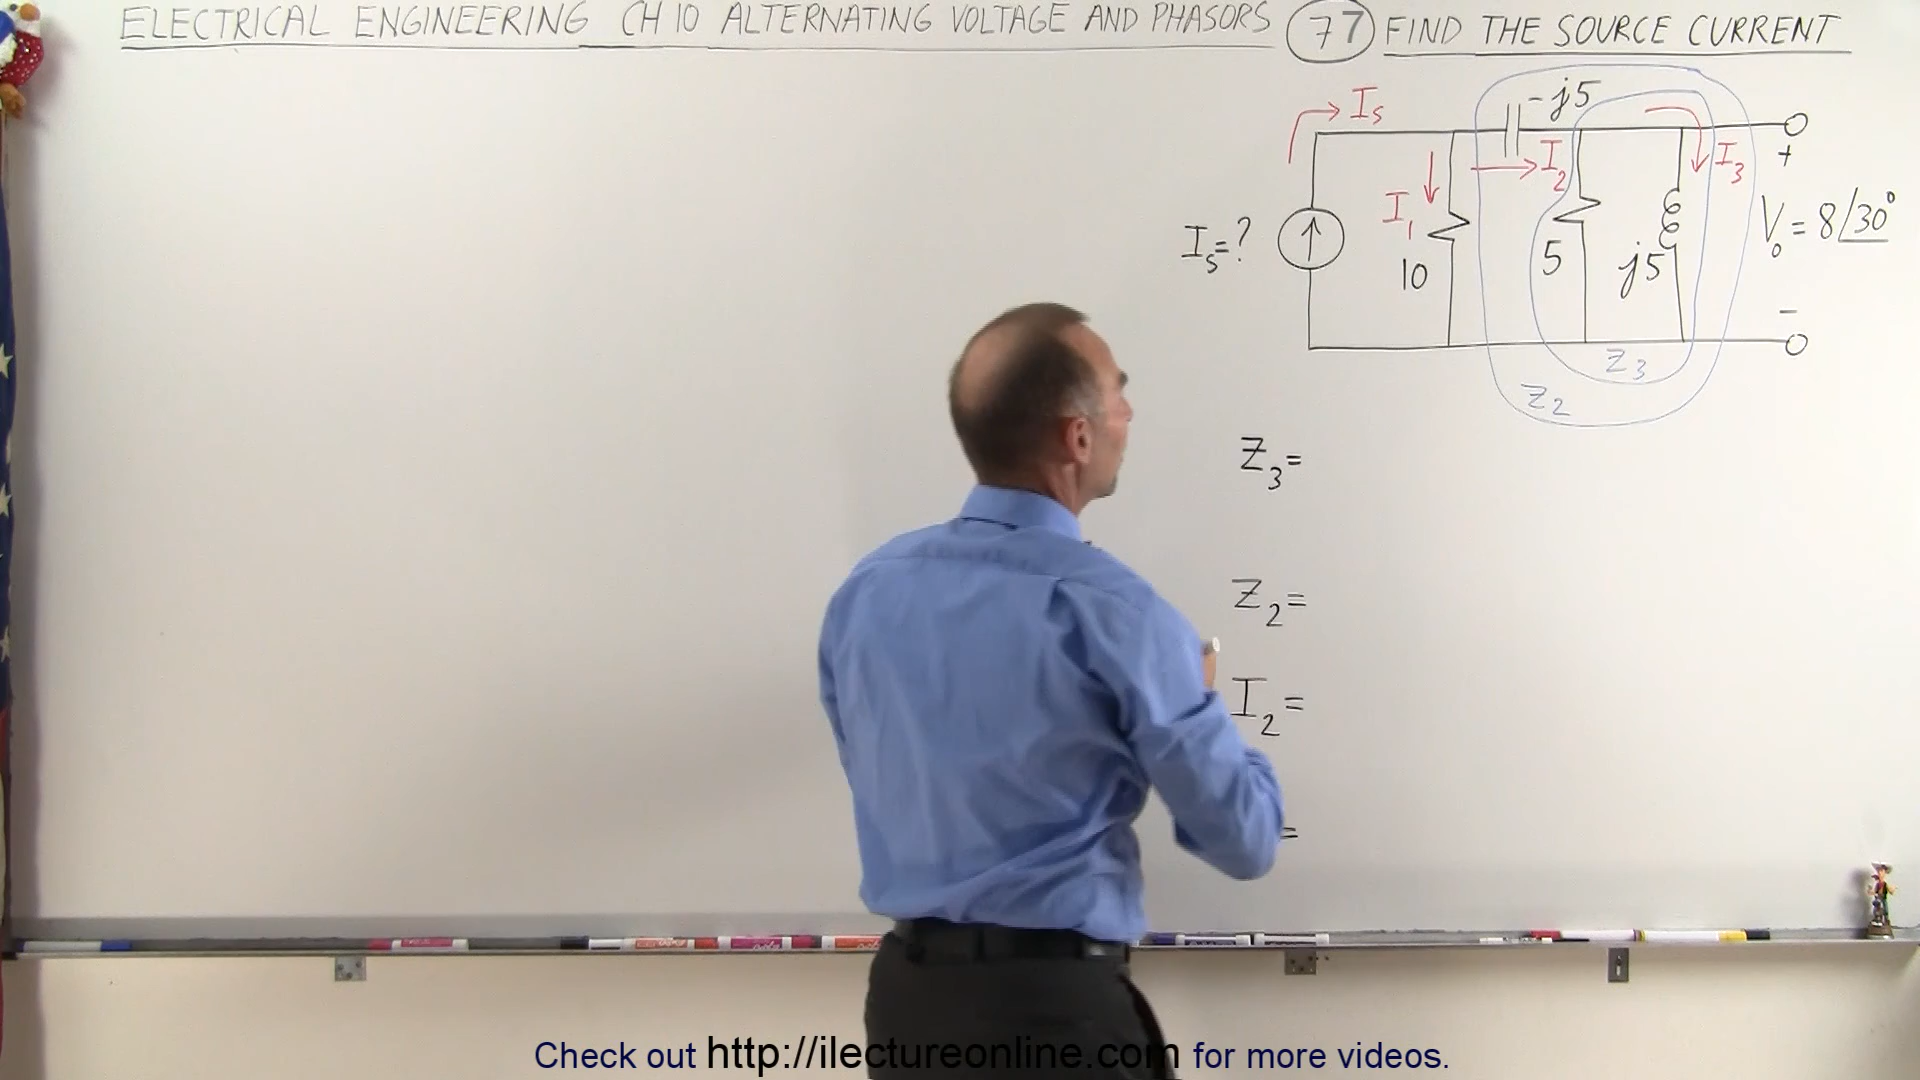 ELECTRICAL ENGINEERING CH 10 ALTERNATING VOLTAGE AND PHASORS 77 FIND THE SOURCE CURRENT
-j5
Is
I2
I3
+
I1
Is=?
10
5
j5
Vo = 8/30°
-
Z3
Z2
Z3=
Z2=
I2=
=
Check out http://ilectureonline.com for more videos.